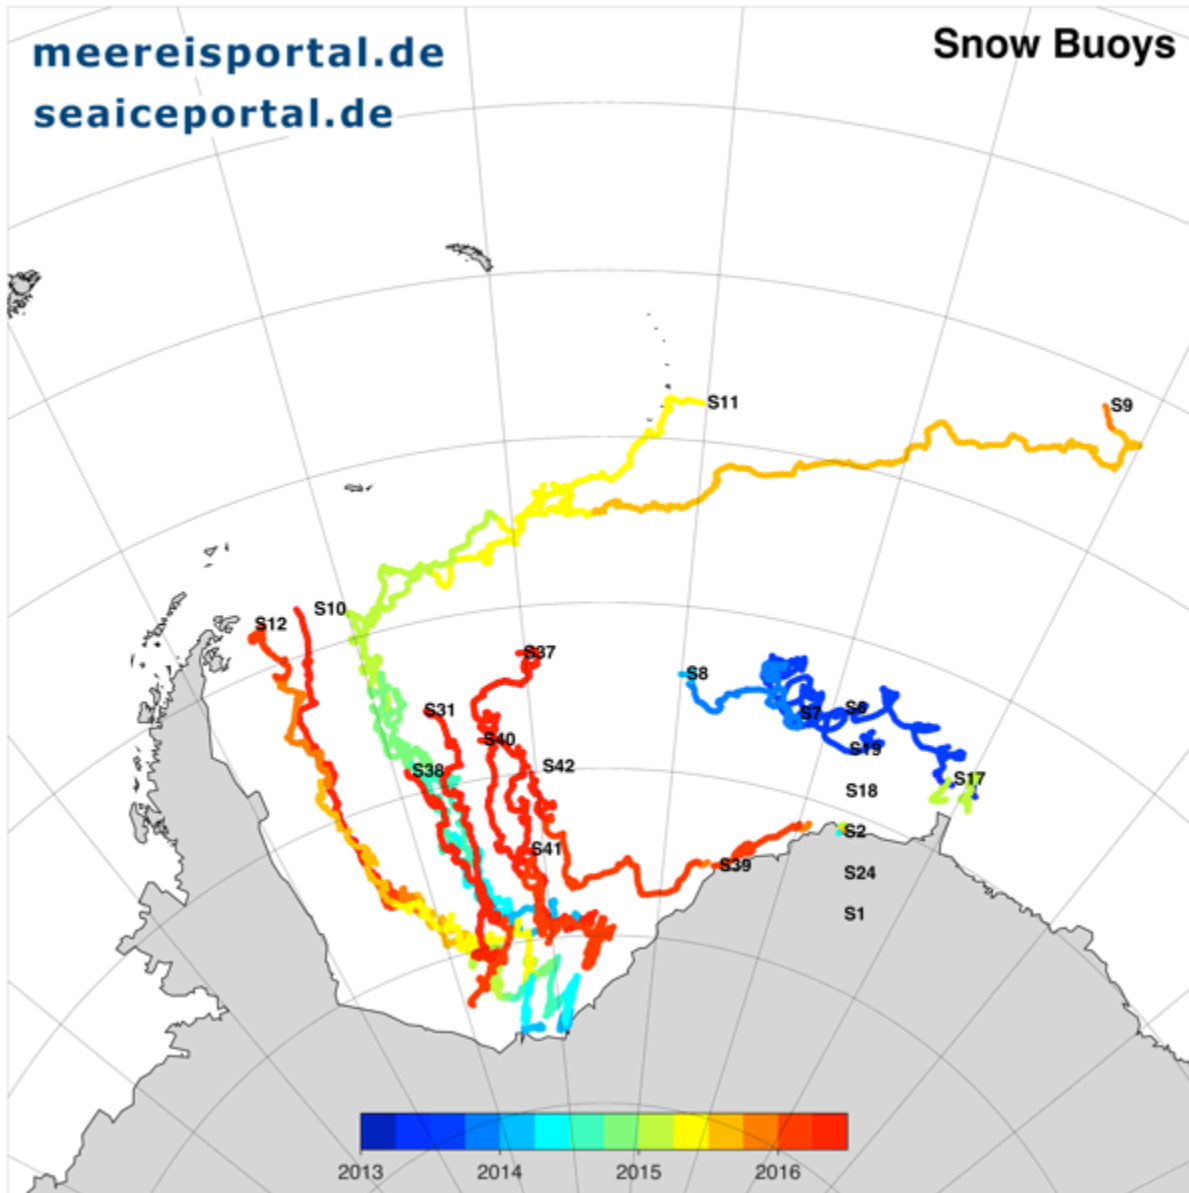 meereisportal.de
Snow Buoys
seaiceportal.de
S11
S9
S10
S12
S37
S8
S31
S7
S6
S40
S19
S38
S42
S17
S18
S2
S41
S39
S24
S1
2013
2014
2015
2016